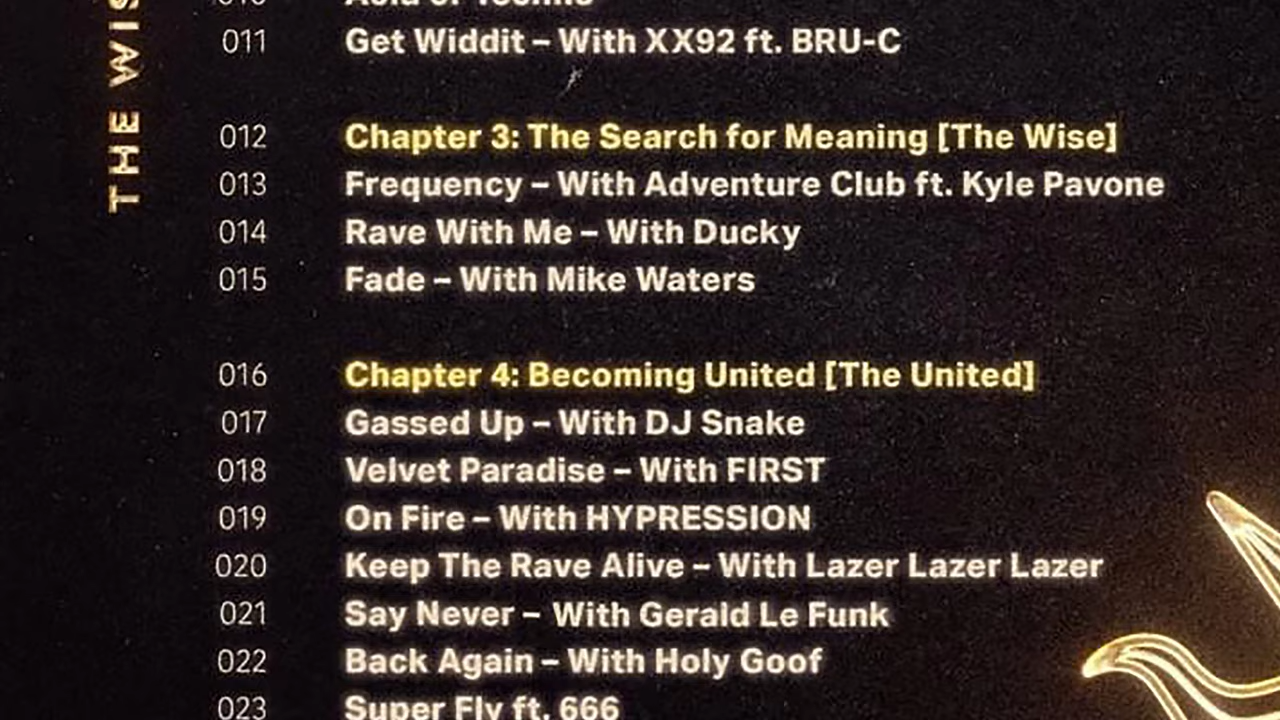 THE WIS
011 Get Widdit – With XX92 ft. BRU-C
012 Chapter 3: The Search for Meaning [The Wise]
013 Frequency – With Adventure Club ft. Kyle Pavone
014 Rave With Me – With Ducky
015 Fade – With Mike Waters
016 Chapter 4: Becoming United [The United]
017 Gassed Up – With DJ Snake
018 Velvet Paradise – With FIRST
019 On Fire – With HYPRESSION
020 Keep The Rave Alive – With Lazer Lazer Lazer
021 Say Never – With Gerald Le Funk
022 Back Again – With Holy Goof
023 Super Fly ft. 666